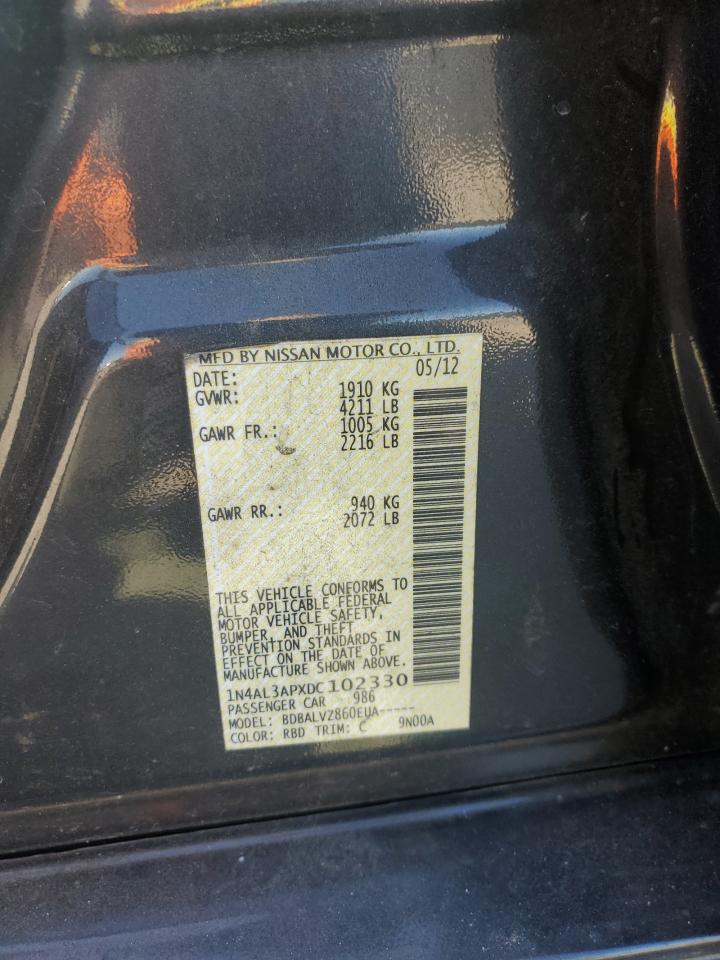 MFD BY NISSAN MOTOR CO., LTD.
DATE: 05/12
GVWR: 1910 KG
4211 LB
GAWR FR.: 1005 KG
2216 LB
GAWR RR.: 940 KG
2072 LB
THIS VEHICLE CONFORMS TO
ALL APPLICABLE FEDERAL
MOTOR VEHICLE SAFETY,
BUMPER, AND THEFT
PREVENTION STANDARDS IN
EFFECT ON THE DATE OF
MANUFACTURE SHOWN ABOVE.
1N4AL3APXDC102330
PASSENGER CAR 986
MODEL: BDBALVZ860EUA-----
COLOR: RBD TRIM: C 9N00A